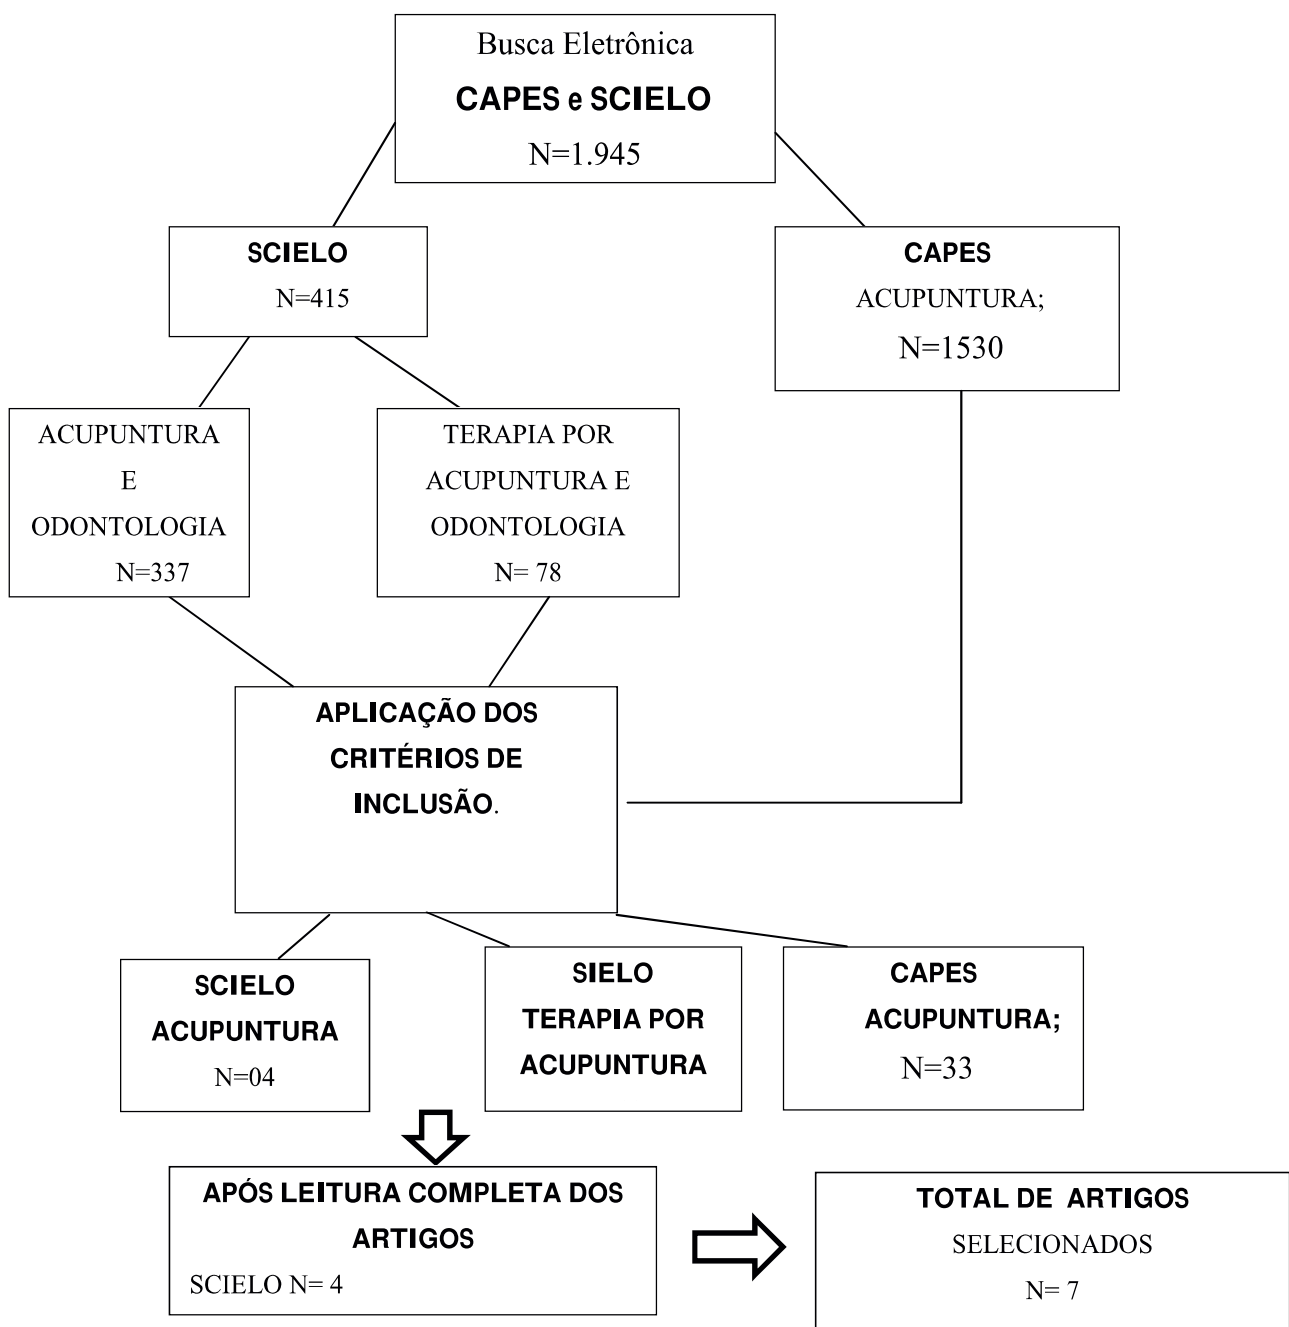 Busca Eletrônica
CAPES e SCIELO
N=1.945
SCIELO
N=415
CAPES
ACUPUNTURA;
N=1530
ACUPUNTURA
E
ODONTOLOGIA
N=337
TERAPIA POR
ACUPUNTURA E
ODONTOLOGIA
N= 78
APLICAÇÃO DOS
CRITÉRIOS DE
INCLUSÃO.
SCIELO
ACUPUNTURA
N=04
SIELO
TERAPIA POR
ACUPUNTURA
CAPES
ACUPUNTURA;
N=33
APÓS LEITURA COMPLETA DOS
ARTIGOS
SCIELO N= 4
TOTAL DE ARTIGOS
SELECIONADOS
N= 7